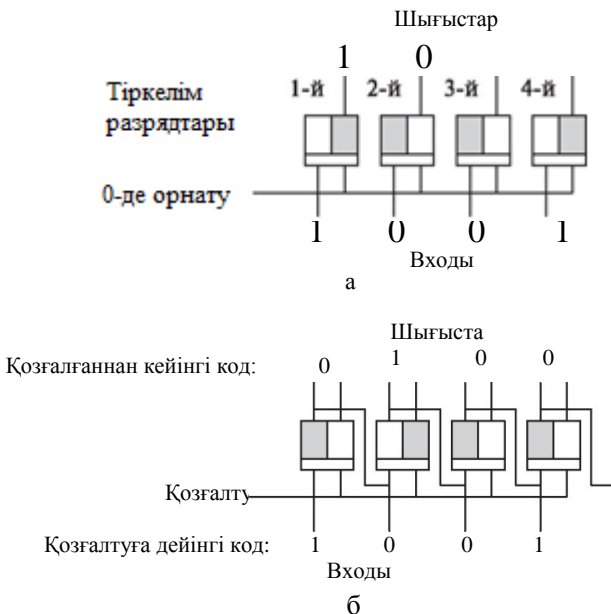 Шығыстар
1 0
1-й 2-й 3-й 4-й
Тіркелім
разрядтары
0-де орнату
1 0 0 1
Входы
а
Шығыста
Қозғалғаннан кейінгі код: 0 1 0 0
Қозғалту
Қозғалтуға дейінгі код: 1 0 0 1
Входы
б